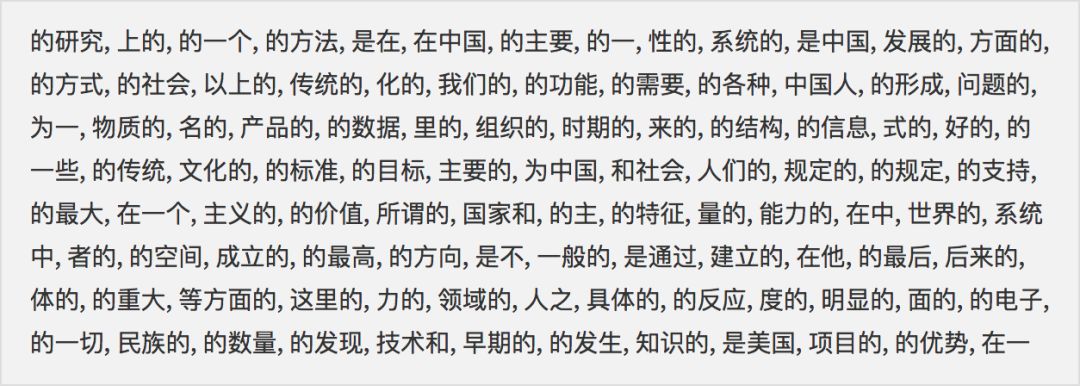 的研究, 上的, 的一个, 的方法, 是在, 在中国, 的主要, 的一, 性的, 系统的, 是中国, 发展的, 方面的,
的方式, 的社会, 以上的, 传统的, 化的, 我们的, 的功能, 的需要, 的各种, 中国人, 的形成, 问题的,
为一, 物质的, 名的, 产品的, 的数据, 里的, 组织的, 时期的, 来的, 的结构, 的信息, 式的, 好的, 的
一些, 的传统, 文化的, 的标准, 的目标, 主要的, 为中国, 和社会, 人们的, 规定的, 的规定, 的支持,
的最大, 在一个, 主义的, 的价值, 所谓的, 国家和, 的主, 的特征, 量的, 能力的, 在中, 世界的, 系统
中, 者的, 的空间, 成立的, 的最高, 的方向, 是不, 一般的, 是通过, 建立的, 在他, 的最后, 后来的,
体的, 的重大, 等方面的, 这里的, 力的, 领域的, 人之, 具体的, 的反应, 度的, 明显的, 面的, 的电子,
的一切, 民族的, 的数量, 的发现, 技术和, 早期的, 的发生, 知识的, 是美国, 项目的, 的优势, 在一